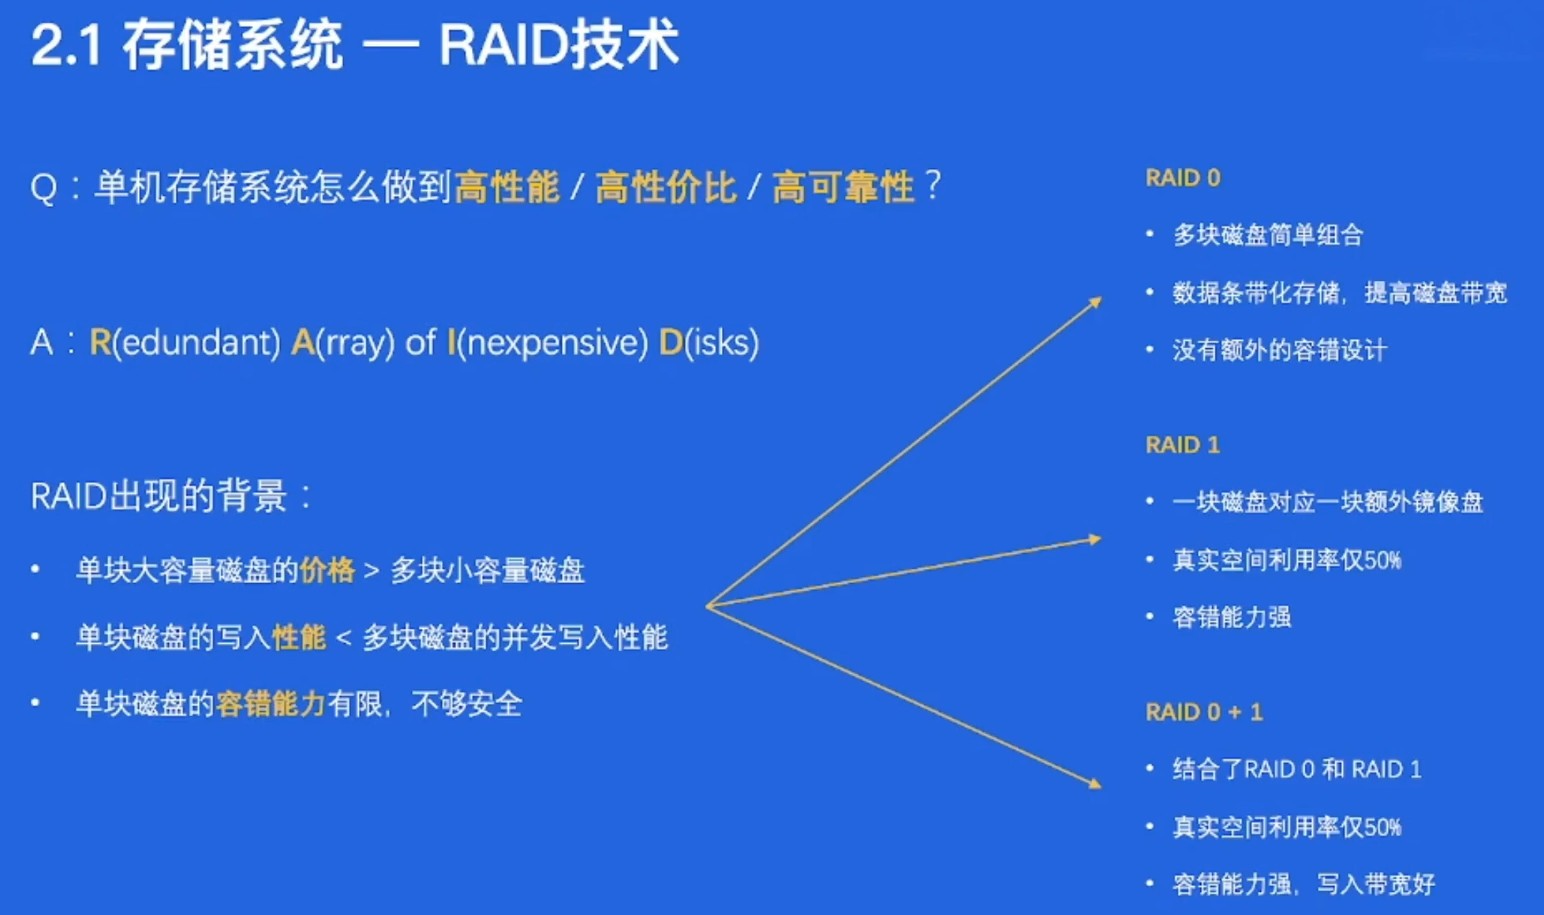 2.1 存储系统 — RAID技术
Q：单机存储系统怎么做到高性能 / 高性价比 / 高可靠性？
A：R(edundant) A(rray) of I(nexpensive) D(isks)
RAID出现的背景：
• 单块大容量磁盘的价格 > 多块小容量磁盘
• 单块磁盘的写入性能 < 多块磁盘的并发写入性能
• 单块磁盘的容错能力有限，不够安全
RAID 0
• 多块磁盘简单组合
• 数据条带化存储，提高磁盘带宽
• 没有额外的容错设计
RAID 1
• 一块磁盘对应一块额外镜像盘
• 真实空间利用率仅50%
• 容错能力强
RAID 0 + 1
• 结合了RAID 0 和 RAID 1
• 真实空间利用率仅50%
• 容错能力强，写入带宽好